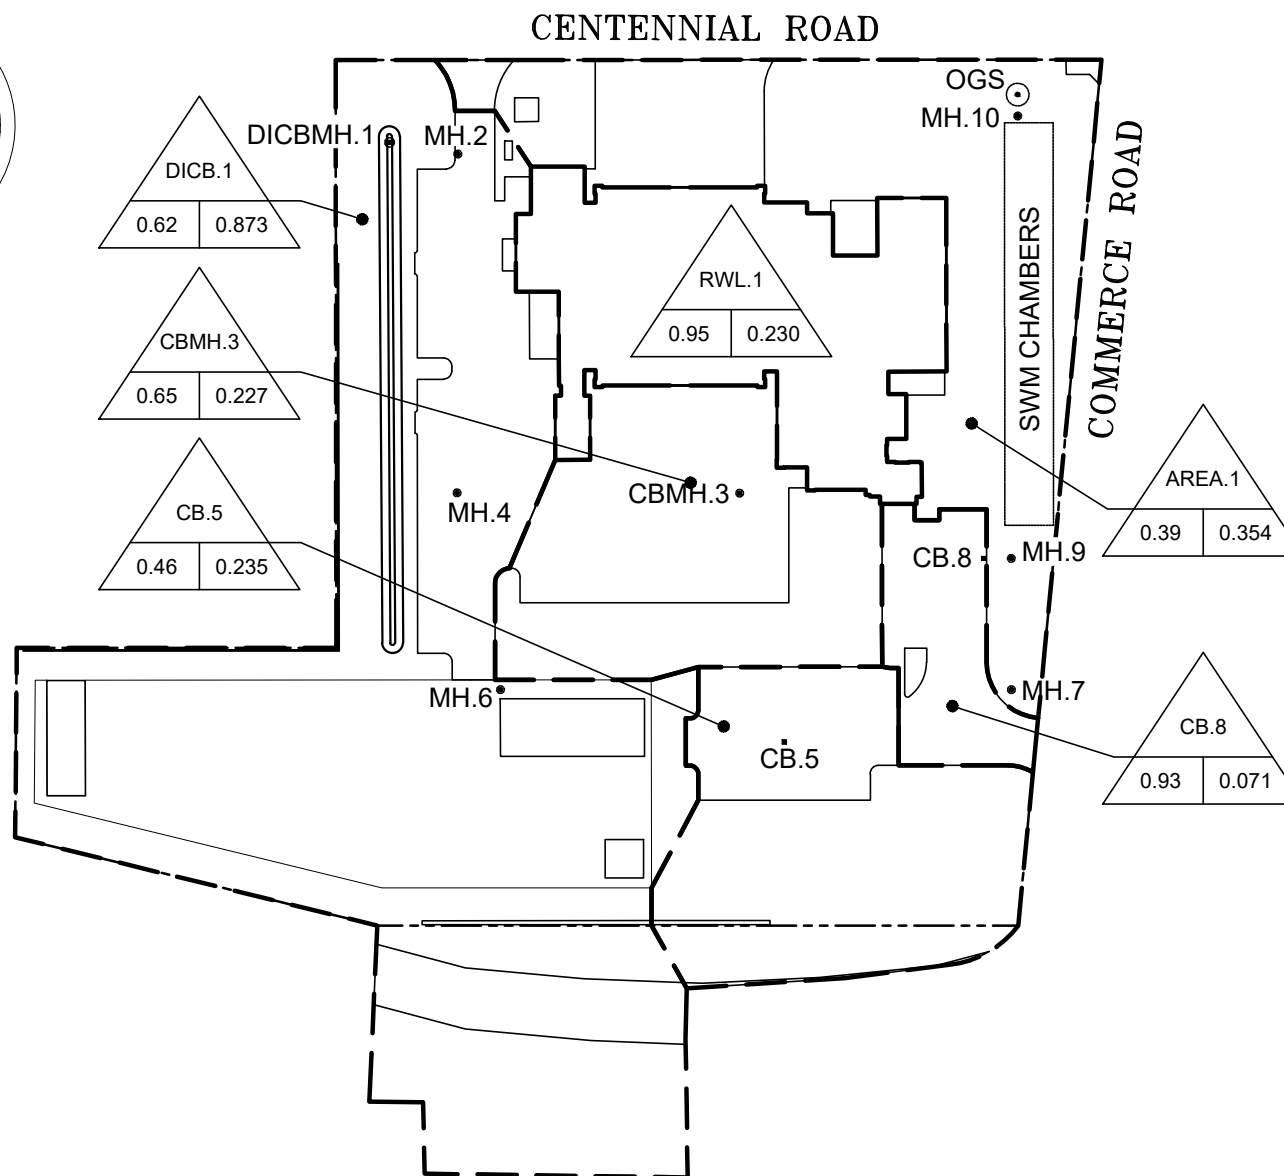 CENTENNIAL ROAD
OGS
MH.10
DICBMH.1
MH.2
COMMERCE ROAD
DICB.1
0.62 0.873
SWM CHAMBERS
RWL.1
0.95 0.230
CBMH.3
0.65 0.227
CB.5
0.46 0.235
CBMH.3
MH.4
AREA.1
0.39 0.354
CB.8
MH.9
MH.6
MH.7
CB.8
0.93 0.071
CB.5